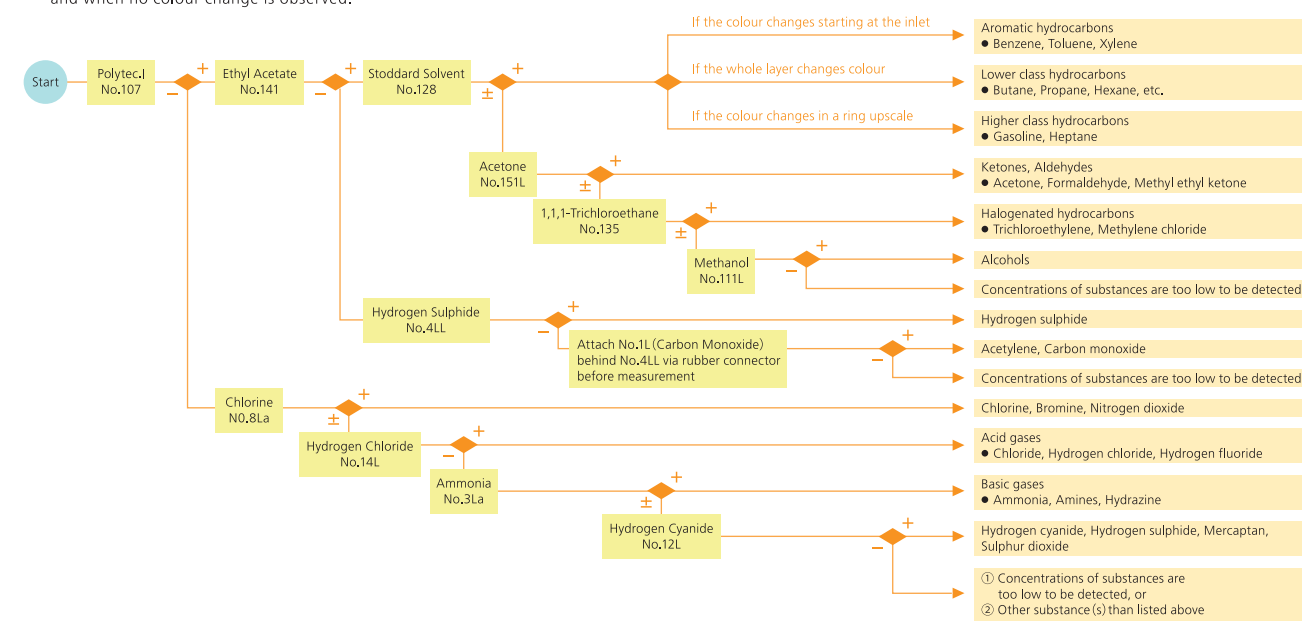 and when no colour change is observed.
If the colour changes starting at the inlet
Aromatic hydrocarbons
● Benzene, Toluene, Xylene
Start
Polytec.I
No.107
+
−
Ethyl Acetate
No.141
+
−
Stoddard Solvent
No.128
+
±
If the whole layer changes colour
Lower class hydrocarbons
● Butane, Propane, Hexane, etc.
If the colour changes in a ring upscale
Higher class hydrocarbons
● Gasoline, Heptane
Acetone
No.151L
+
±
Ketones, Aldehydes
● Acetone, Formaldehyde, Methyl ethyl ketone
1,1,1-Trichloroethane
No.135
+
±
Halogenated hydrocarbons
● Trichloroethylene, Methylene chloride
Methanol
No.111L
+
−
Alcohols
Concentrations of substances are too low to be detected
Hydrogen Sulphide
No.4LL
+
−
Hydrogen sulphide
Attach No.1L (Carbon Monoxide)
behind No.4LL via rubber connector
before measurement
+
−
Acetylene, Carbon monoxide
Concentrations of substances are too low to be detected
Chlorine
N0.8La
+
±
Chlorine, Bromine, Nitrogen dioxide
Hydrogen Chloride
No.14L
+
−
Acid gases
● Chloride, Hydrogen chloride, Hydrogen fluoride
Ammonia
No.3La
+
±
Basic gases
● Ammonia, Amines, Hydrazine
Hydrogen Cyanide
No.12L
+
−
Hydrogen cyanide, Hydrogen sulphide, Mercaptan,
Sulphur dioxide
① Concentrations of substances are
too low to be detected, or
② Other substance(s) than listed above